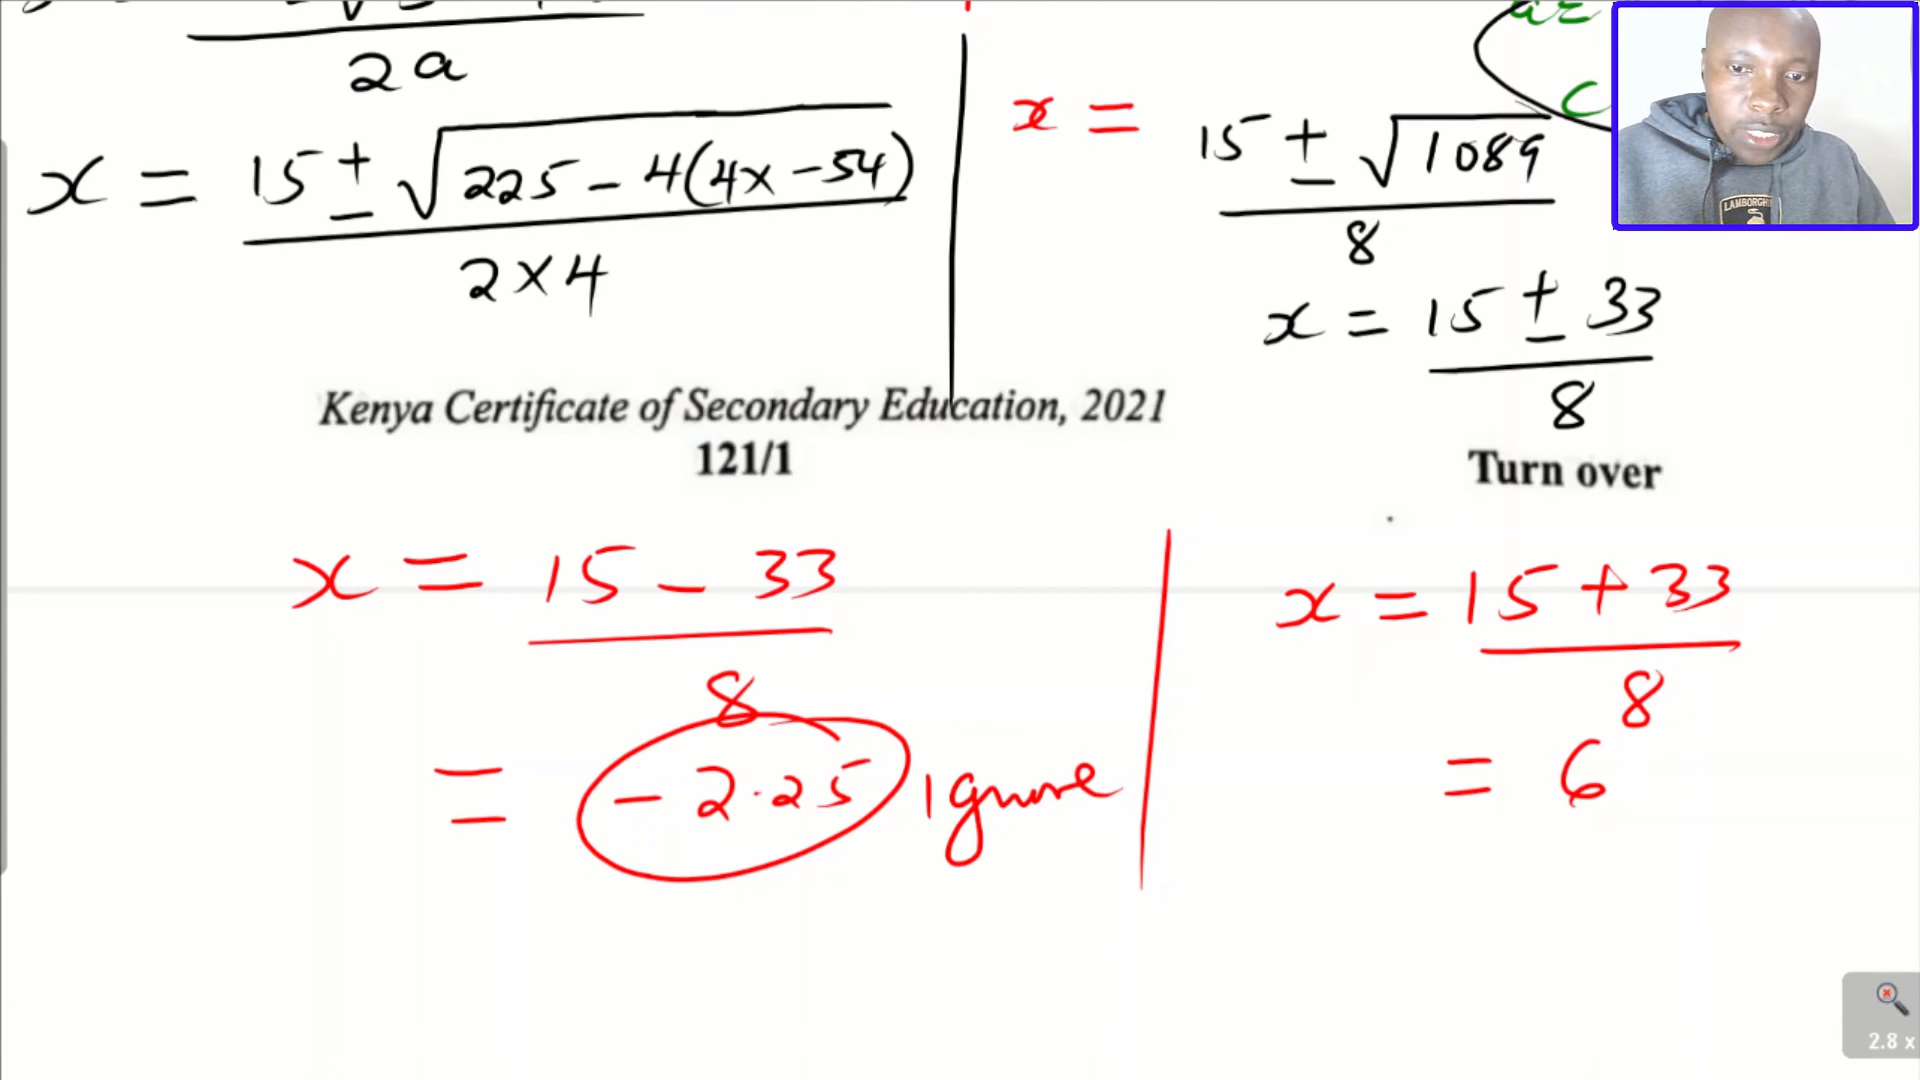 2a
x = 15 ± √225 - 4(4x -54)
2×4
x =
15 ± √1089
8
x = 15 ± 33
8
C
Kenya Certificate of Secondary Education, 2021
121/1
Turn over
x = 15 - 33
8
= -2.25 ignore
x = 15 + 33
8
= 6
2.8 x